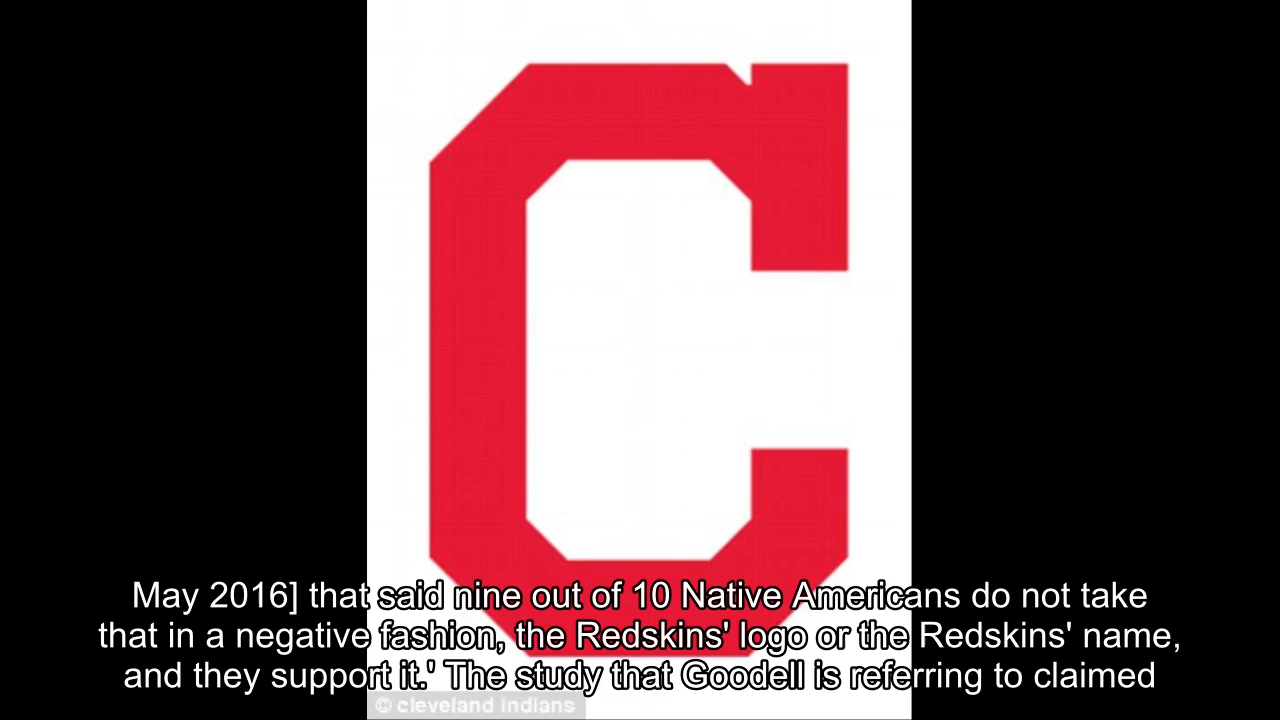 C
May 2016] that said nine out of 10 Native Americans do not take
that in a negative fashion, the Redskins' logo or the Redskins' name,
and they support it.' The study that Goodell is referring to claimed
© cleveland indians